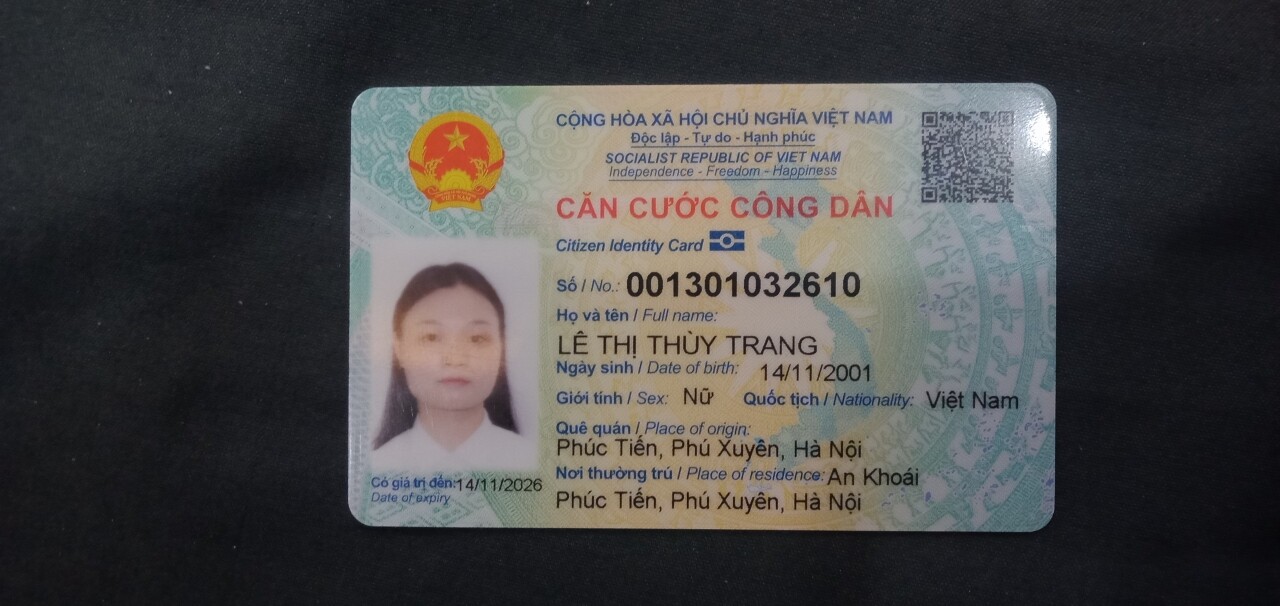 CỘNG HÒA XÃ HỘI CHỦ NGHĨA VIỆT NAM
Độc lập - Tự do - Hạnh phúc
SOCIALIST REPUBLIC OF VIET NAM
Independence - Freedom - Happiness
CĂN CƯỚC CÔNG DÂN
Citizen Identity Card
Số / No.: 001301032610
Họ và tên / Full name:
LÊ THỊ THÙY TRANG
Ngày sinh / Date of birth: 14/11/2001
Giới tính / Sex: Nữ Quốc tịch / Nationality: Việt Nam
Quê quán / Place of origin:
Phúc Tiến, Phú Xuyên, Hà Nội
Nơi thường trú / Place of residence: An Khoái
Phúc Tiến, Phú Xuyên, Hà Nội
Có giá trị đến: 14/11/2026
Date of expiry
VIỆT NAM